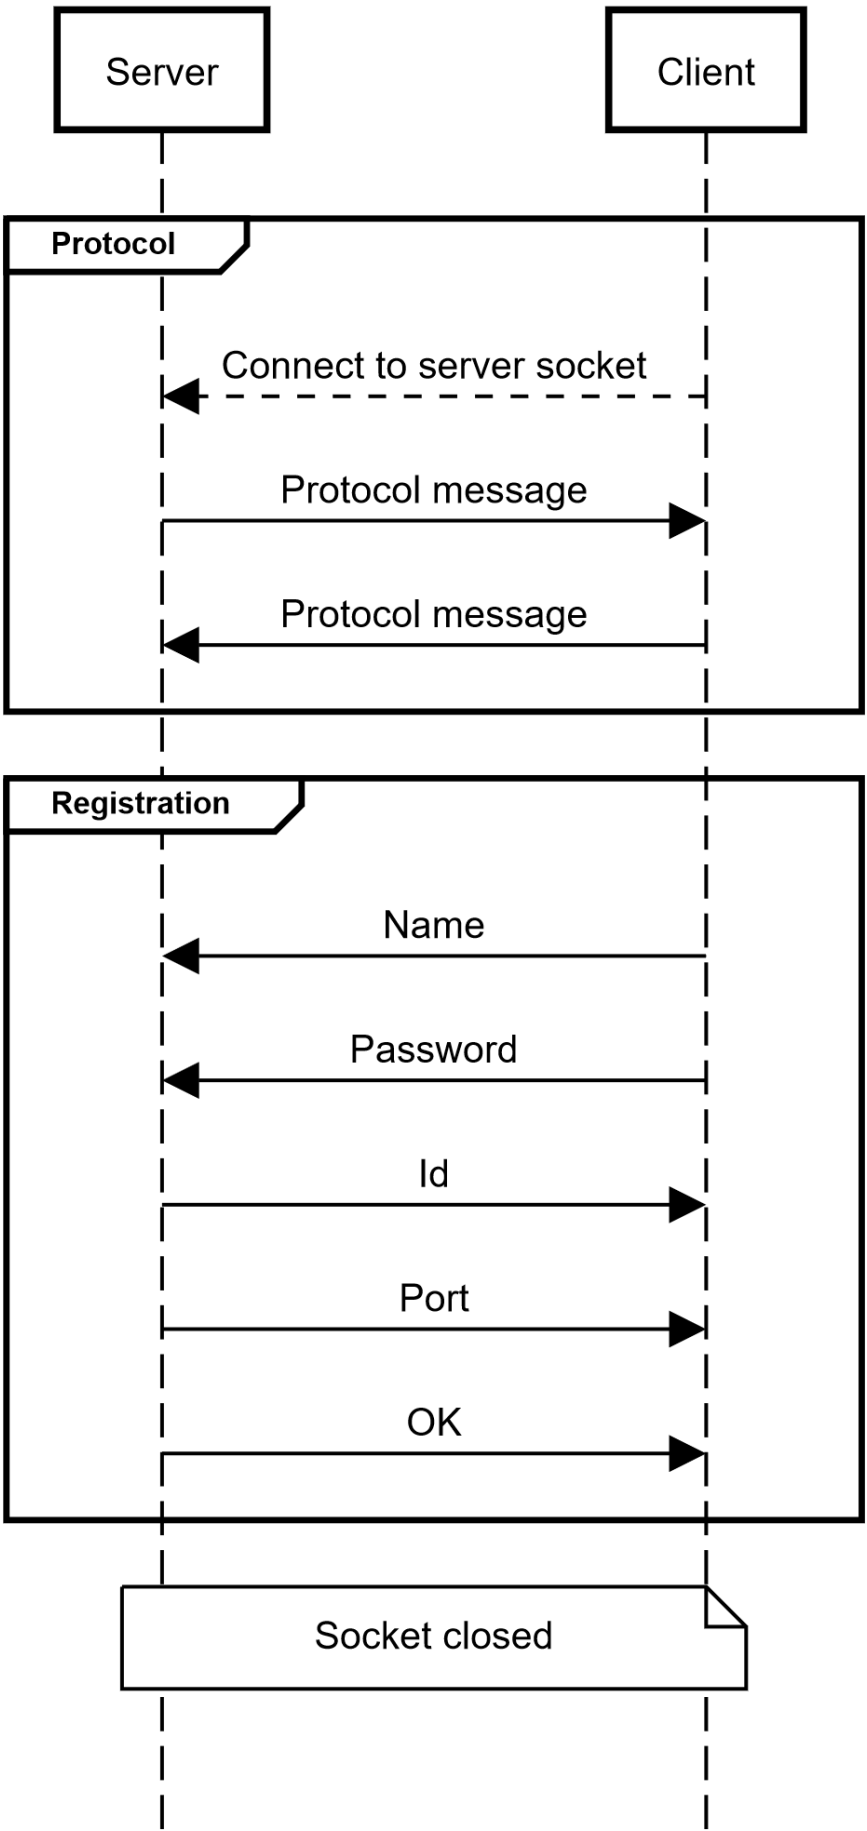 Server
Client
Protocol
Connect to server socket
Protocol message
Protocol message
Registration
Name
Password
Id
Port
OK
Socket closed